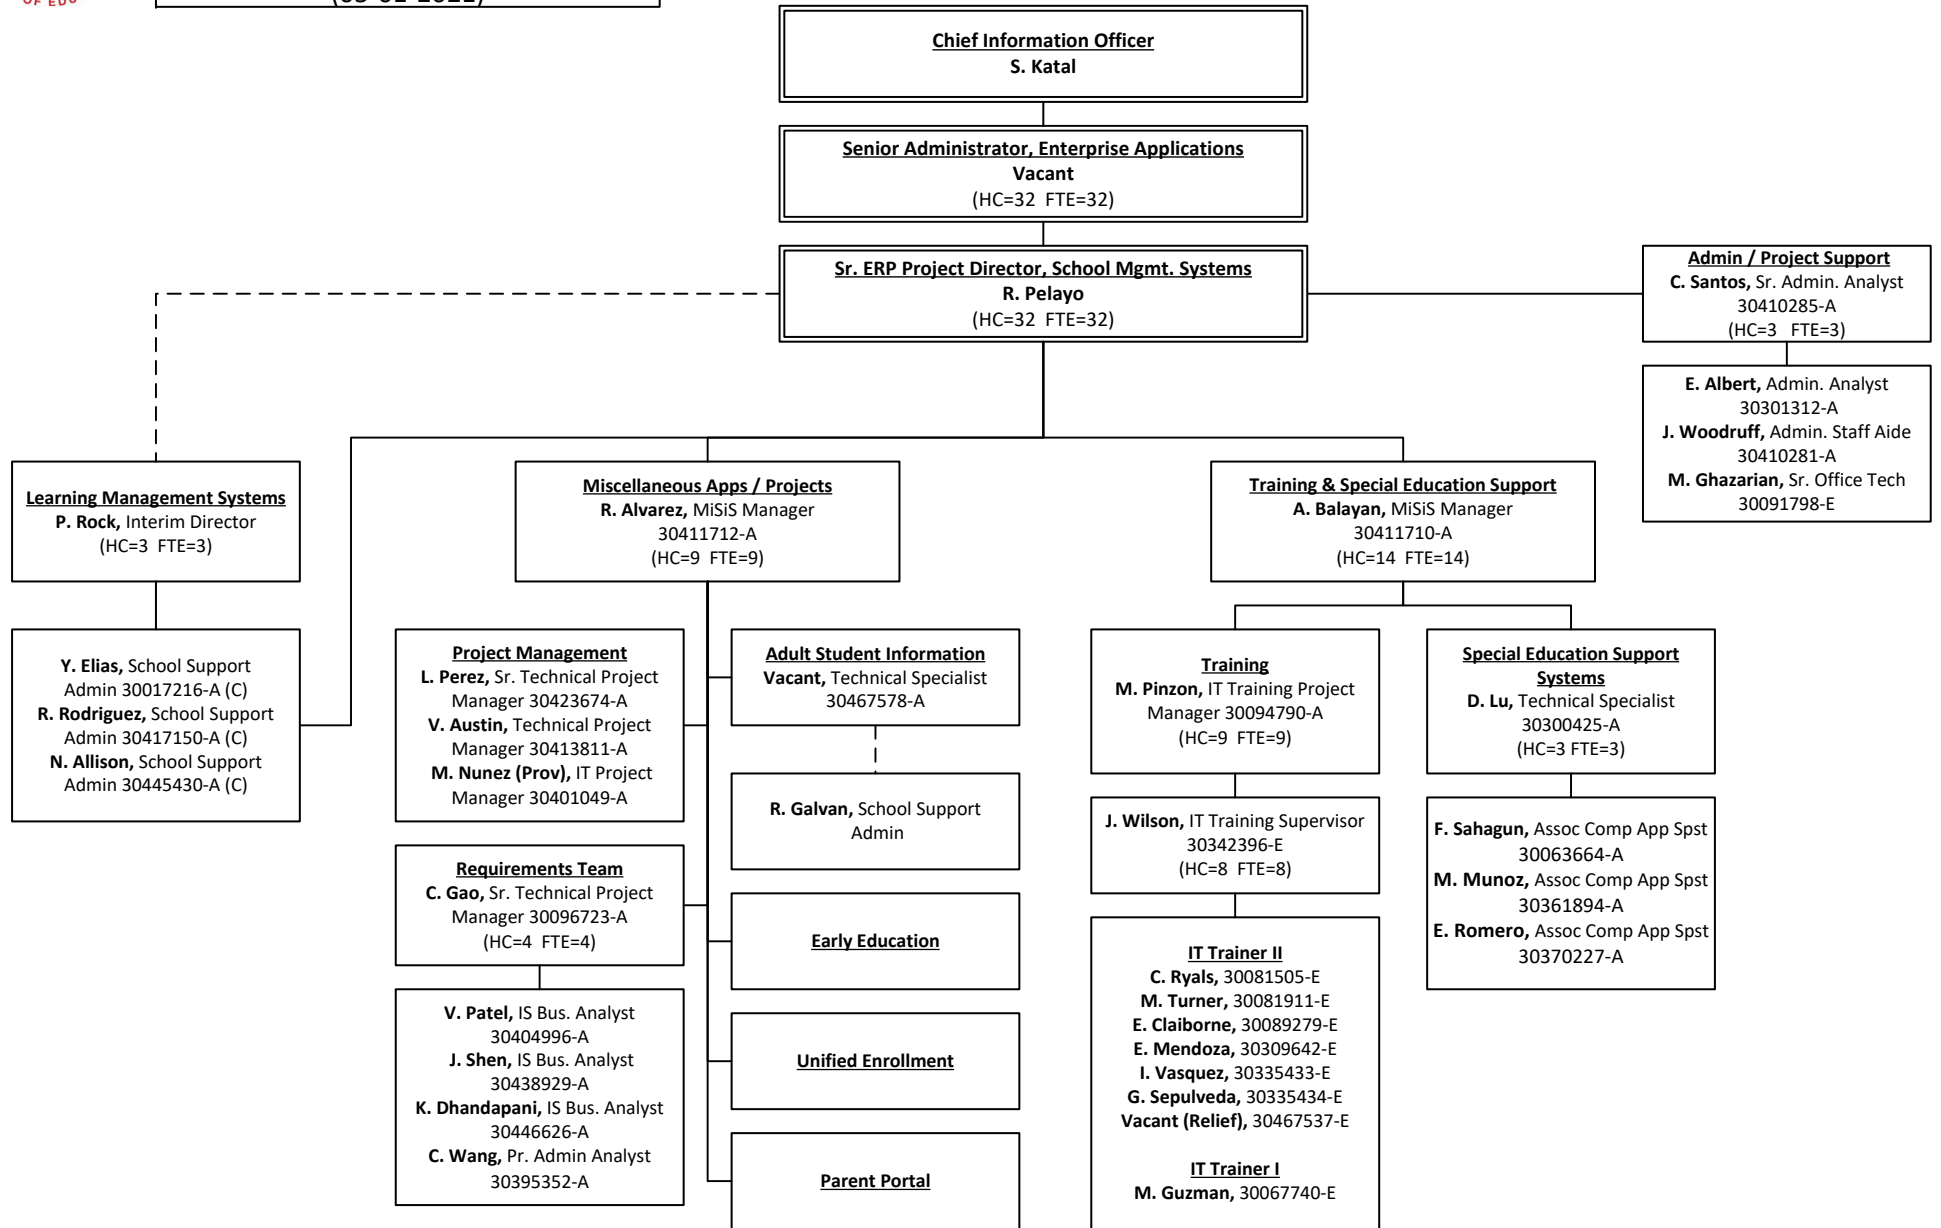 OF EDU
Chief Information Officer
S. Katal
Senior Administrator, Enterprise Applications
Vacant
(HC=32 FTE=32)
Sr. ERP Project Director, School Mgmt. Systems
R. Pelayo
(HC=32 FTE=32)
Admin / Project Support
C. Santos, Sr. Admin. Analyst
30410285-A
(HC=3 FTE=3)
E. Albert, Admin. Analyst
30301312-A
J. Woodruff, Admin. Staff Aide
30410281-A
M. Ghazarian, Sr. Office Tech
30091798-E
Learning Management Systems
P. Rock, Interim Director
(HC=3 FTE=3)
Y. Elias, School Support
Admin 30017216-A (C)
R. Rodriguez, School Support
Admin 30417150-A (C)
N. Allison, School Support
Admin 30445430-A (C)
Miscellaneous Apps / Projects
R. Alvarez, MiSiS Manager
30411712-A
(HC=9 FTE=9)
Project Management
L. Perez, Sr. Technical Project
Manager 30423674-A
V. Austin, Technical Project
Manager 30413811-A
M. Nunez (Prov), IT Project
Manager 30401049-A
Requirements Team
C. Gao, Sr. Technical Project
Manager 30096723-A
(HC=4 FTE=4)
V. Patel, IS Bus. Analyst
30404996-A
J. Shen, IS Bus. Analyst
30438929-A
K. Dhandapani, IS Bus. Analyst
30446626-A
C. Wang, Pr. Admin Analyst
30395352-A
Adult Student Information
Vacant, Technical Specialist
30467578-A
R. Galvan, School Support
Admin
Early Education
Unified Enrollment
Parent Portal
Training & Special Education Support
A. Balayan, MiSiS Manager
30411710-A
(HC=14 FTE=14)
Training
M. Pinzon, IT Training Project
Manager 30094790-A
(HC=9 FTE=9)
J. Wilson, IT Training Supervisor
30342396-E
(HC=8 FTE=8)
IT Trainer II
C. Ryals, 30081505-E
M. Turner, 30081911-E
E. Claiborne, 30089279-E
E. Mendoza, 30309642-E
I. Vasquez, 30335433-E
G. Sepulveda, 30335434-E
Vacant (Relief), 30467537-E
IT Trainer I
M. Guzman, 30067740-E
Special Education Support
Systems
D. Lu, Technical Specialist
30300425-A
(HC=3 FTE=3)
F. Sahagun, Assoc Comp App Spst
30063664-A
M. Munoz, Assoc Comp App Spst
30361894-A
E. Romero, Assoc Comp App Spst
30370227-A